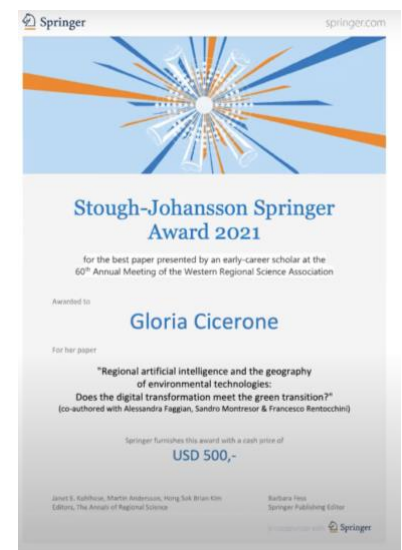 Springer
springer.com
Stough-Johansson Springer
Award 2021
for the best paper presented by an early-career scholar at the
60th Annual Meeting of the Western Regional Science Association
Awarded to
Gloria Cicerone
For her paper
"Regional artificial intelligence and the geography
of environmental technologies:
Does the digital transformation meet the green transition?"
(co-authored with Alessandra Faggian, Sandro Montresor & Francesco Rentocchini)
Springer furnishes this award with a cash price of
USD 500,-
Janet E. Kohlhase, Martin Andersson, Hong Sok Brian Kim
Editors, The Annals of Regional Science
Barbara Fess
Springer Publishing Editor
Springer